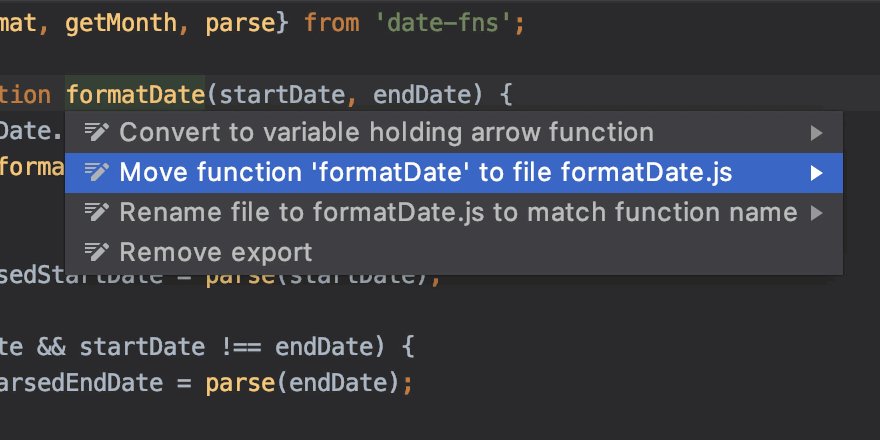 mat, getMonth, parse} from 'date-fns';
tion formatDate(startDate, endDate) {
Date.
Convert to variable holding arrow function
forma
Move function 'formatDate' to file formatDate.js
Rename file to formatDate.js to match function name
Remove export
sedStartDate = parse(startDate);
te && startDate !== endDate) {
arsedEndDate = parse(endDate);